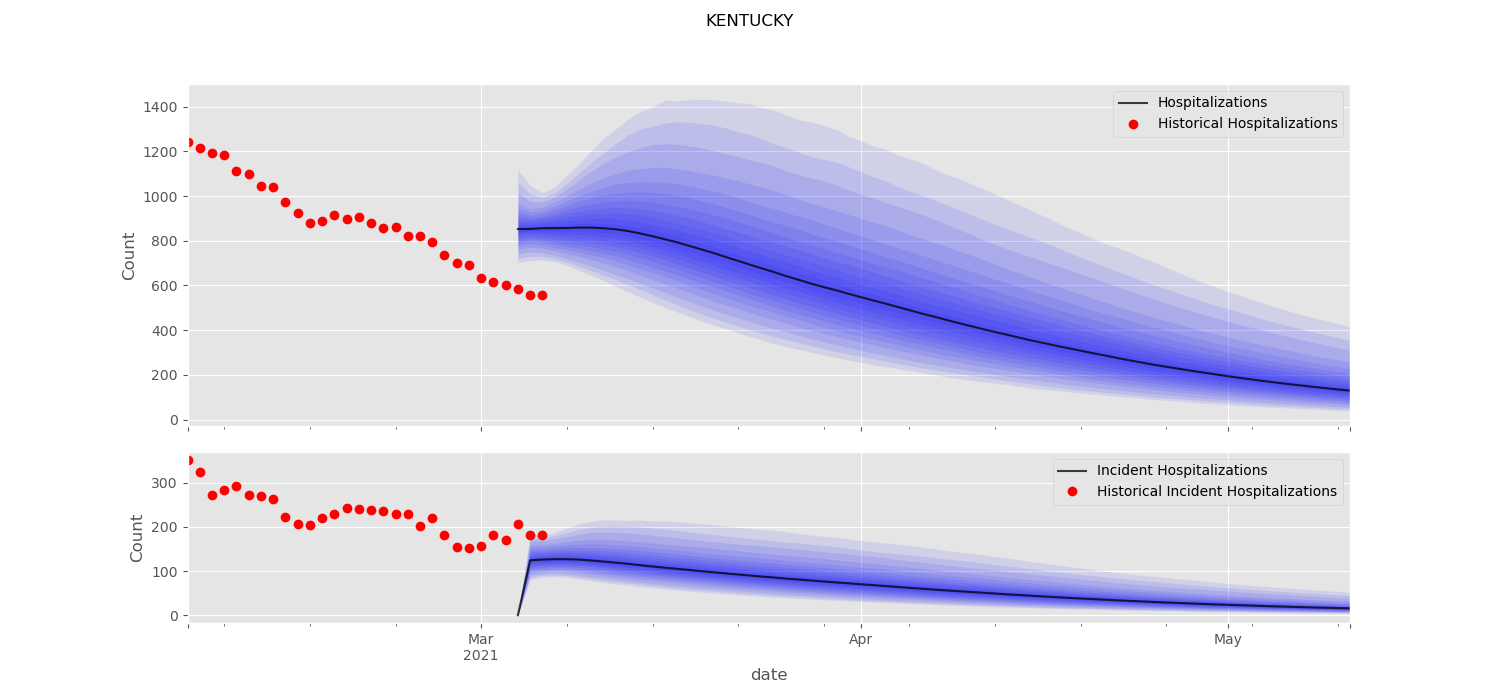 KENTUCKY
1400
1200
1000
800
600
400
200
0
Count
Hospitalizations
Historical Hospitalizations
300
200
100
0
Count
Incident Hospitalizations
Historical Incident Hospitalizations
Mar
2021
Apr
May
date